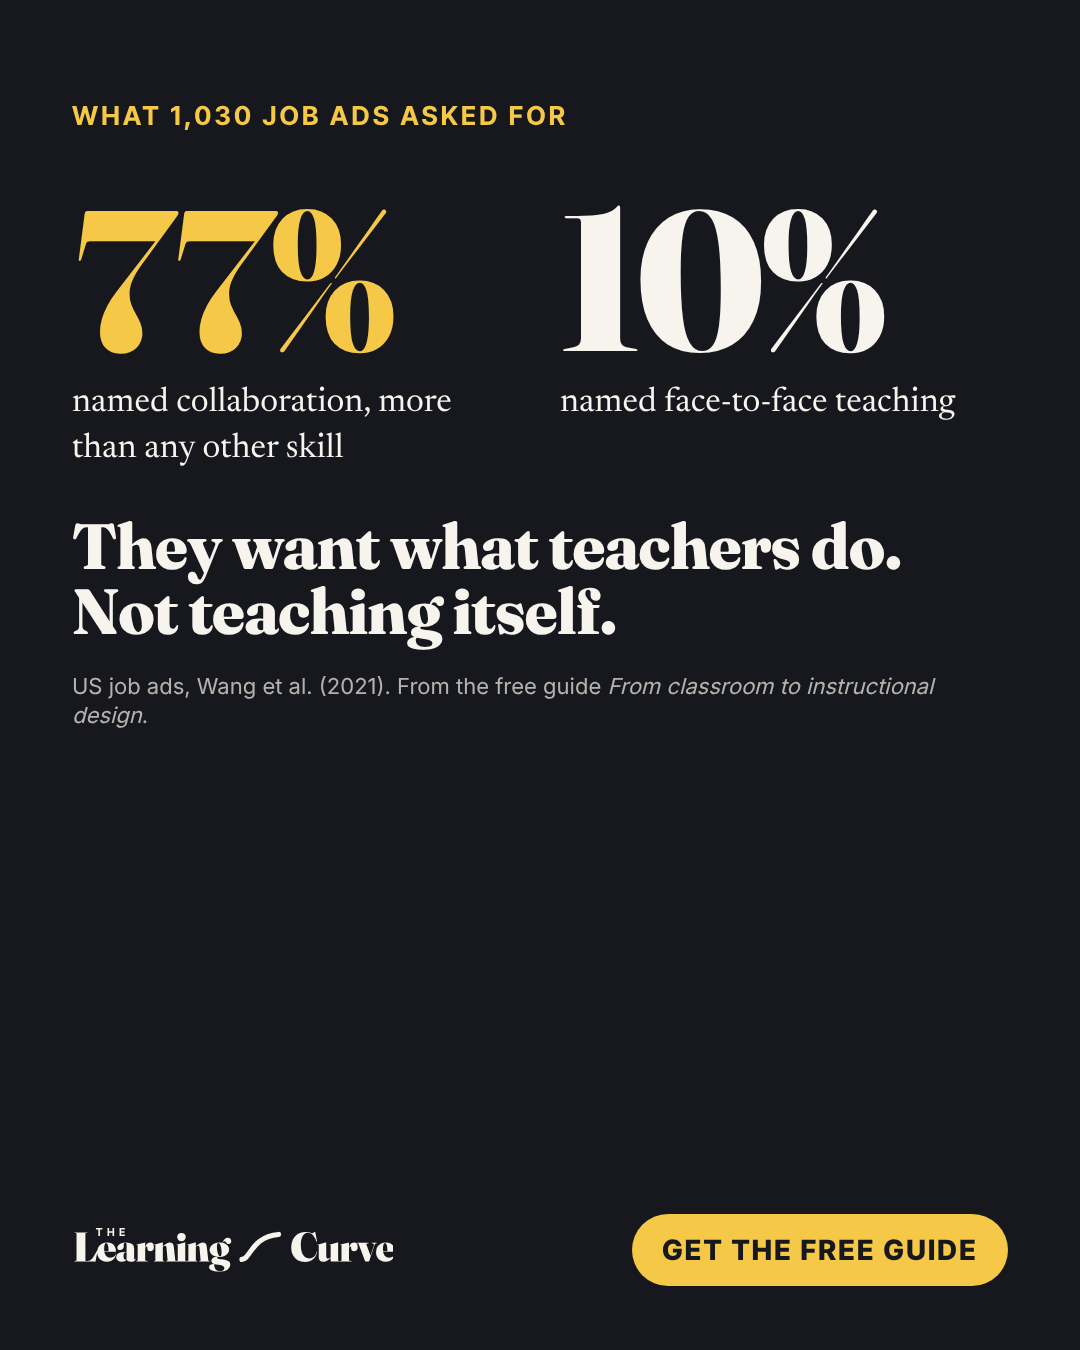 WHAT 1,030 JOB ADS ASKED FOR
77%
named collaboration, more
than any other skill
10%
named face-to-face teaching
They want what teachers do.
Not teaching itself.
US job ads, Wang et al. (2021). From the free guide From classroom to instructional
design.
THE
Learning Curve
GET THE FREE GUIDE